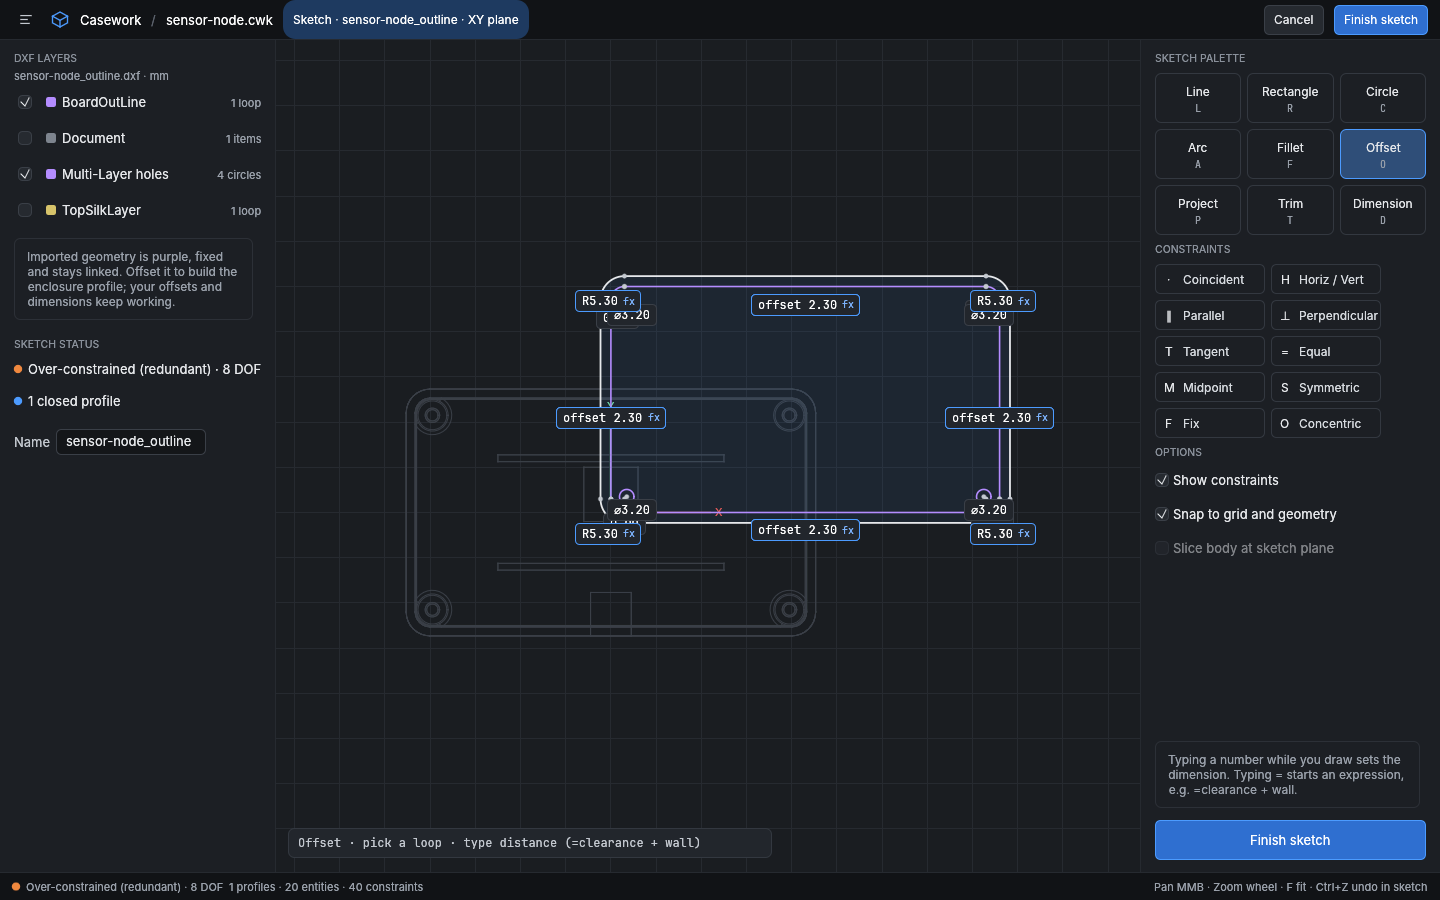 Casework / sensor-node.cwk
Sketch · sensor-node_outline · XY plane
Cancel
Finish sketch
DXF LAYERS
sensor-node_outline.dxf · mm
BoardOutLine 1 loop
Document 1 items
Multi-Layer holes 4 circles
TopSilkLayer 1 loop
Imported geometry is purple, fixed
and stays linked. Offset it to build the
enclosure profile; your offsets and
dimensions keep working.
SKETCH STATUS
Over-constrained (redundant) · 8 DOF
1 closed profile
Name sensor-node_outline
R5.30 fx
⌀3.20
offset 2.30 fx
R5.30 fx
⌀3.20
offset 2.30 fx
offset 2.30 fx
⌀3.20
R5.30 fx
offset 2.30 fx
⌀3.20
R5.30 fx
Offset · pick a loop · type distance (=clearance + wall)
SKETCH PALETTE
Line L
Rectangle R
Circle C
Arc A
Fillet F
Offset O
Project P
Trim T
Dimension D
CONSTRAINTS
· Coincident
H Horiz / Vert
∥ Parallel
⊥ Perpendicular
T Tangent
= Equal
M Midpoint
S Symmetric
F Fix
O Concentric
OPTIONS
Show constraints
Snap to grid and geometry
Slice body at sketch plane
Typing a number while you draw sets the
dimension. Typing = starts an expression,
e.g. =clearance + wall.
Finish sketch
Over-constrained (redundant) · 8 DOF 1 profiles · 20 entities · 40 constraints
Pan MMB · Zoom wheel · F fit · Ctrl+Z undo in sketch